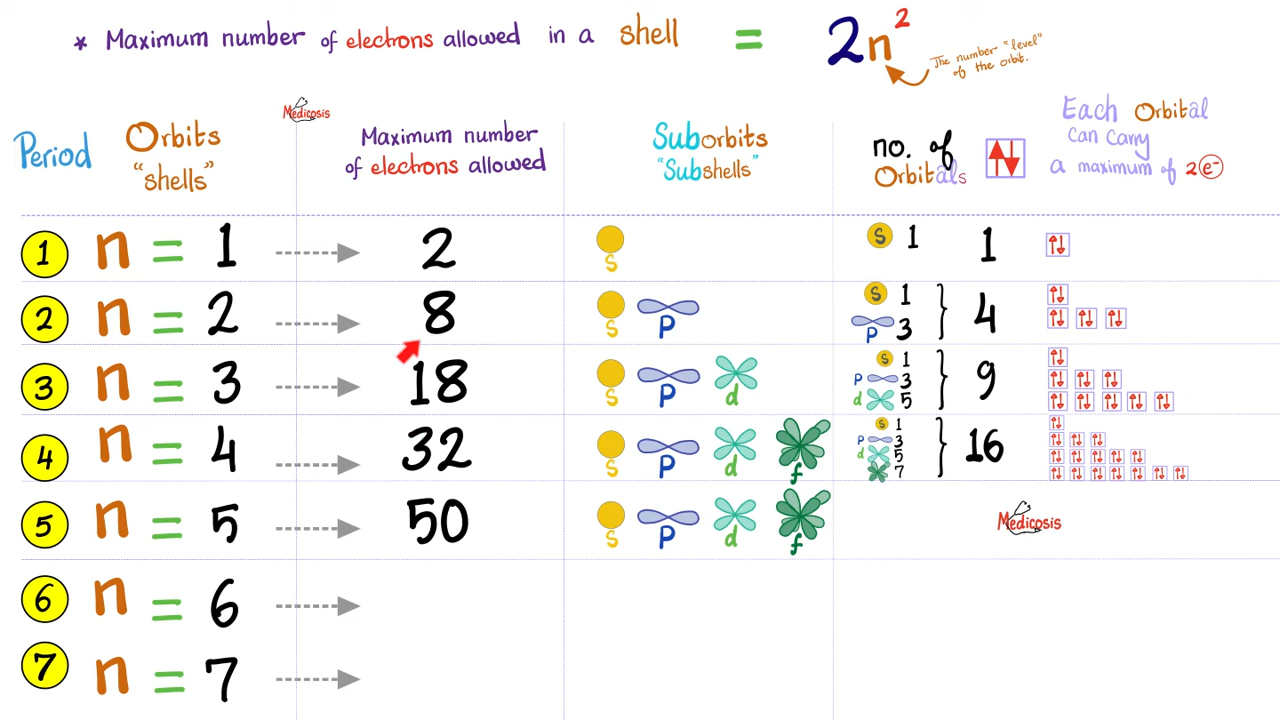 * Maximum number of electrons allowed in a shell = 2n²
The number "level"
of the orbit.
Medicosis
Period
Orbits
"shells"
Maximum number
of electrons allowed
Suborbits
"Subshells"
no. of
Orbitals
Each Orbital
can carry
a maximum of 2 e-
1 n = 1 2 s s 1 1
2 n = 2 8 s P s 1 4
P 3
3 n = 3 18 s P d s 1 9
P 3
d 5
4 n = 4 32 s P d f s 1 16
P 3
d 5
f 7
5 n = 5 50 s P d f
Medicosis
6 n = 6
7 n = 7